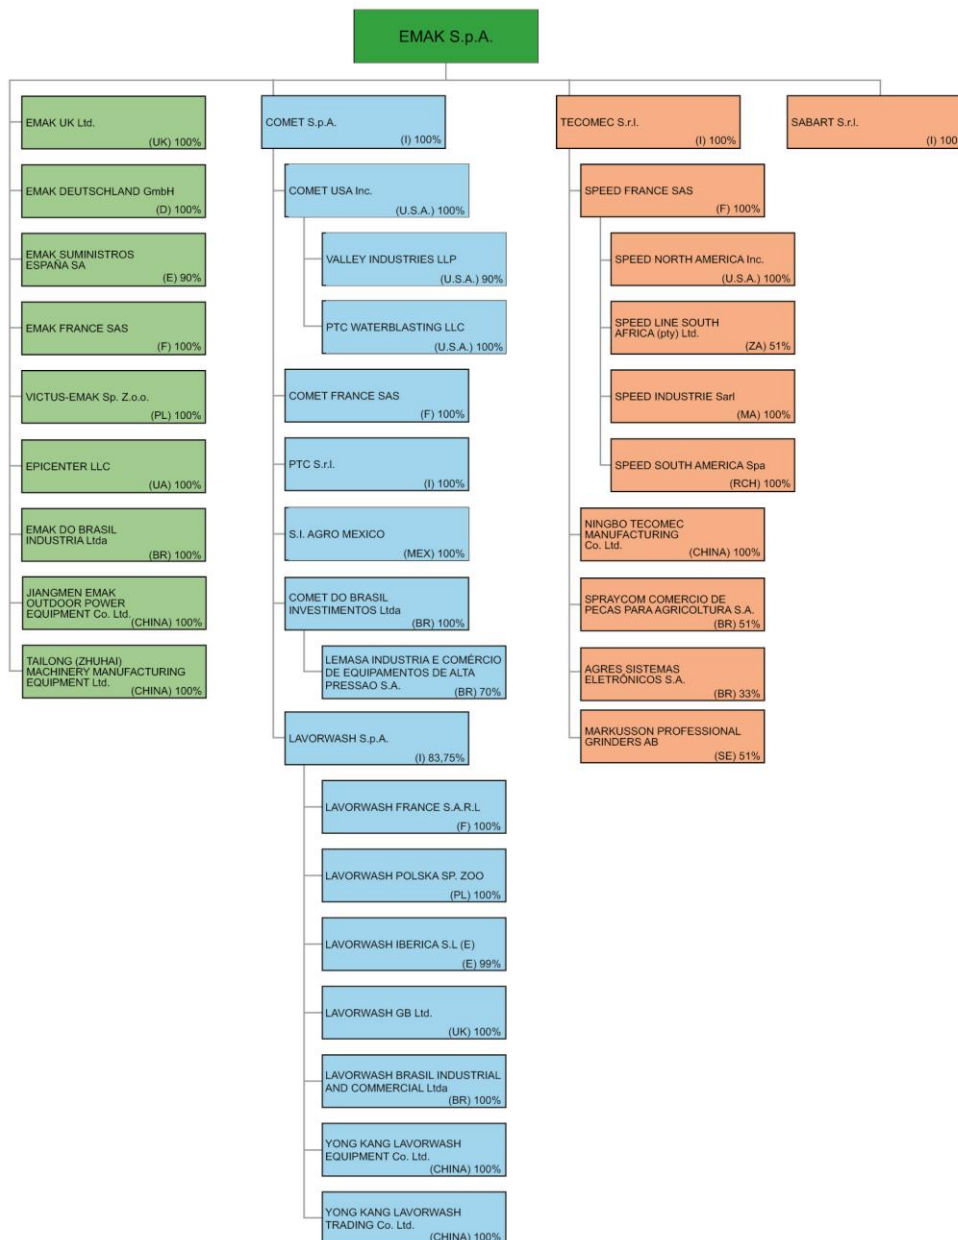 EMAK S.p.A.
EMAK UK Ltd.
(UK) 100%
EMAK DEUTSCHLAND GmbH
(D) 100%
EMAK SUMINISTROS
ESPAÑA SA
(E) 90%
EMAK FRANCE SAS
(F) 100%
VICTUS-EMAK Sp. Z.o.o.
(PL) 100%
EPICENTER LLC
(UA) 100%
EMAK DO BRASIL
INDUSTRIA Ltda
(BR) 100%
JIANGMEN EMAK
OUTDOOR POWER
EQUIPMENT Co. Ltd.
(CHINA) 100%
TAILONG (ZHUHAI)
MACHINERY MANUFACTURING
EQUIPMENT Ltd.
(CHINA) 100%
COMET S.p.A.
(I) 100%
COMET USA Inc.
(U.S.A.) 100%
VALLEY INDUSTRIES LLP
(U.S.A.) 90%
PTC WATERBLASTING LLC
(U.S.A.) 100%
COMET FRANCE SAS
(F) 100%
PTC S.r.l.
(I) 100%
S.I. AGRO MEXICO
(MEX) 100%
COMET DO BRASIL
INVESTIMENTOS Ltda
(BR) 100%
LEMASA INDUSTRIA E COMÉRCIO
DE EQUIPAMENTOS DE ALTA
PRESSAO S.A.
(BR) 70%
LAVORWASH S.p.A.
(I) 83,75%
LAVORWASH FRANCE S.A.R.L
(F) 100%
LAVORWASH POLSKA SP. ZOO
(PL) 100%
LAVORWASH IBERICA S.L (E)
(E) 99%
LAVORWASH GB Ltd.
(UK) 100%
LAVORWASH BRASIL INDUSTRIAL
AND COMMERCIAL Ltda
(BR) 100%
YONG KANG LAVORWASH
EQUIPMENT Co. Ltd.
(CHINA) 100%
YONG KANG LAVORWASH
TRADING Co. Ltd.
(CHINA) 100%
TECOMEC S.r.l.
(I) 100%
SPEED FRANCE SAS
(F) 100%
SPEED NORTH AMERICA Inc.
(U.S.A.) 100%
SPEED LINE SOUTH
AFRICA (pty) Ltd.
(ZA) 51%
SPEED INDUSTRIE Sarl
(MA) 100%
SPEED SOUTH AMERICA Spa
(RCH) 100%
NINGBO TECOMEC
MANUFACTURING
Co. Ltd.
(CHINA) 100%
SPRAYCOM COMERCIO DE
PECAS PARA AGRICOLTURA S.A.
(BR) 51%
AGRES SISTEMAS
ELETRÔNICOS S.A.
(BR) 33%
MARKUSSON PROFESSIONAL
GRINDERS AB
(SE) 51%
SABART S.r.l.
(I) 100